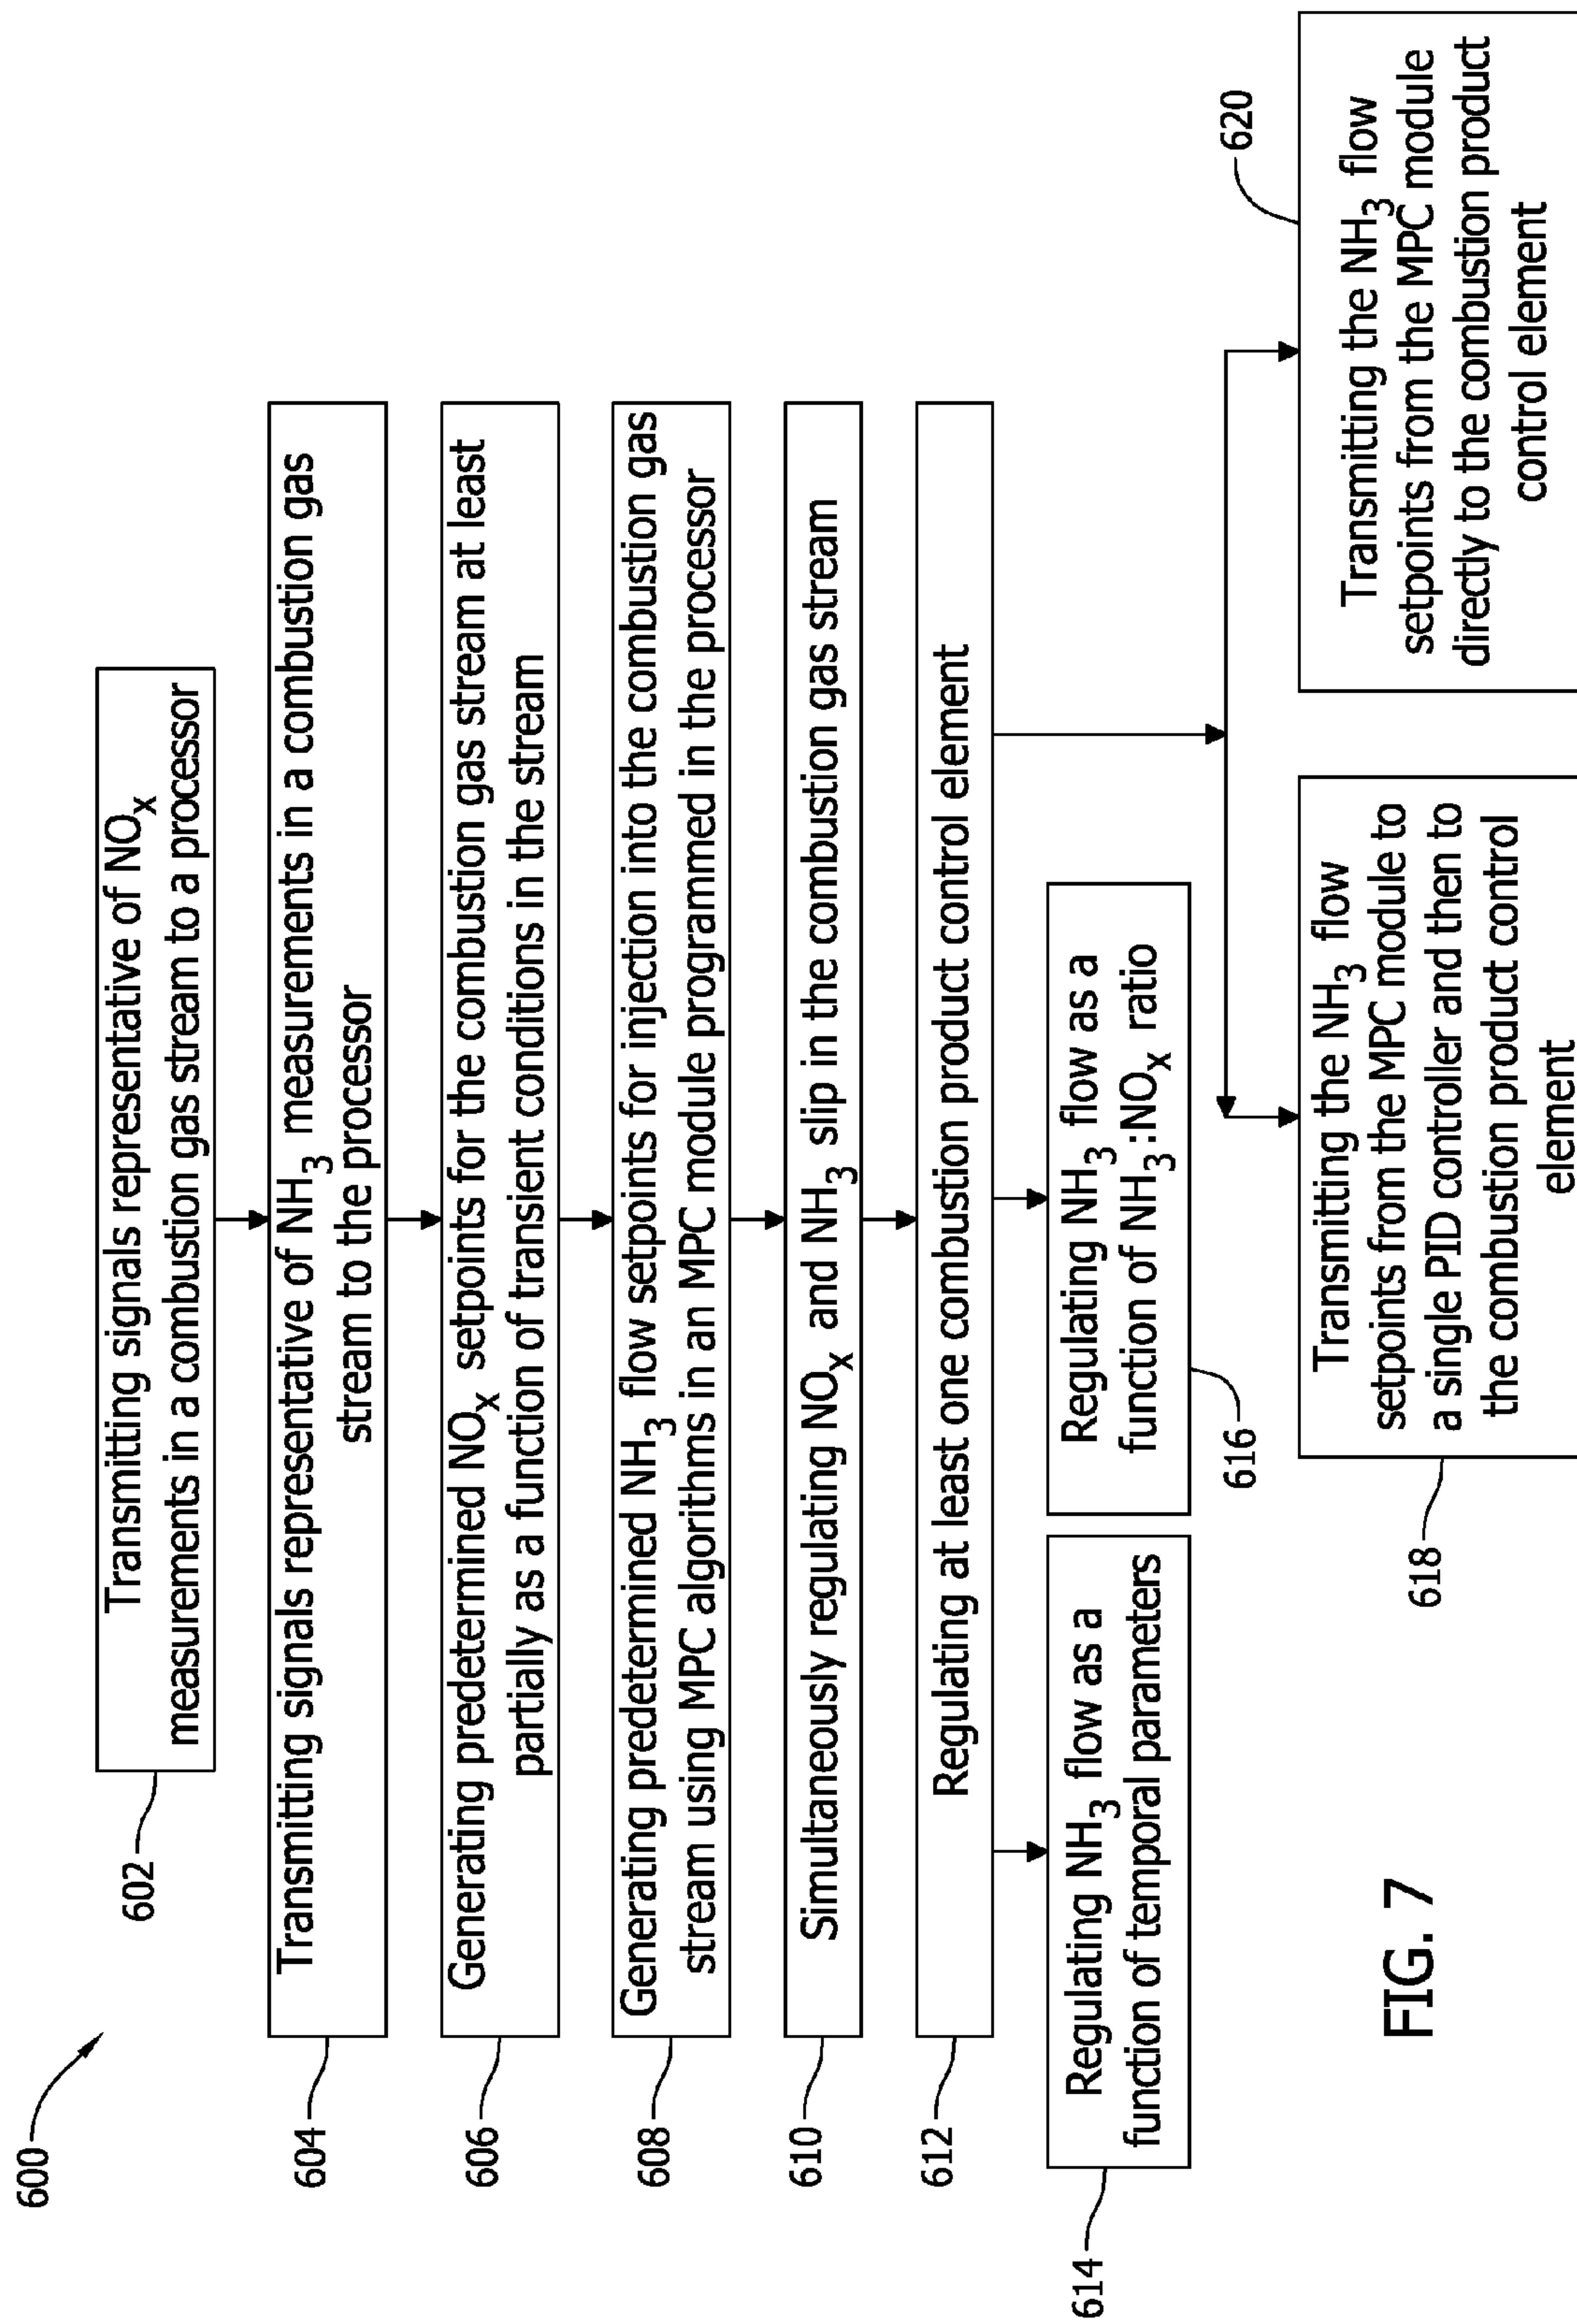 600
602
Transmitting signals representative of NOx
measurements in a combustion gas stream to a processor
604
Transmitting signals representative of NH3 measurements in a combustion gas
stream to the processor
606
Generating predetermined NOx setpoints for the combustion gas stream at least
partially as a function of transient conditions in the stream
608
Generating predetermined NH3 flow setpoints for injection into the combustion gas
stream using MPC algorithms in an MPC module programmed in the processor
610
Simultaneously regulating NOx and NH3 slip in the combustion gas stream
612
Regulating at least one combustion product control element
614
Regulating NH3 flow as a
function of temporal parameters
616
Regulating NH3 flow as a
function of NH3:NOx ratio
618
Transmitting the NH3 flow
setpoints from the MPC module to
a single PID controller and then to
the combustion product control
element
620
Transmitting the NH3 flow
setpoints from the MPC module
directly to the combustion product
control element
FIG. 7